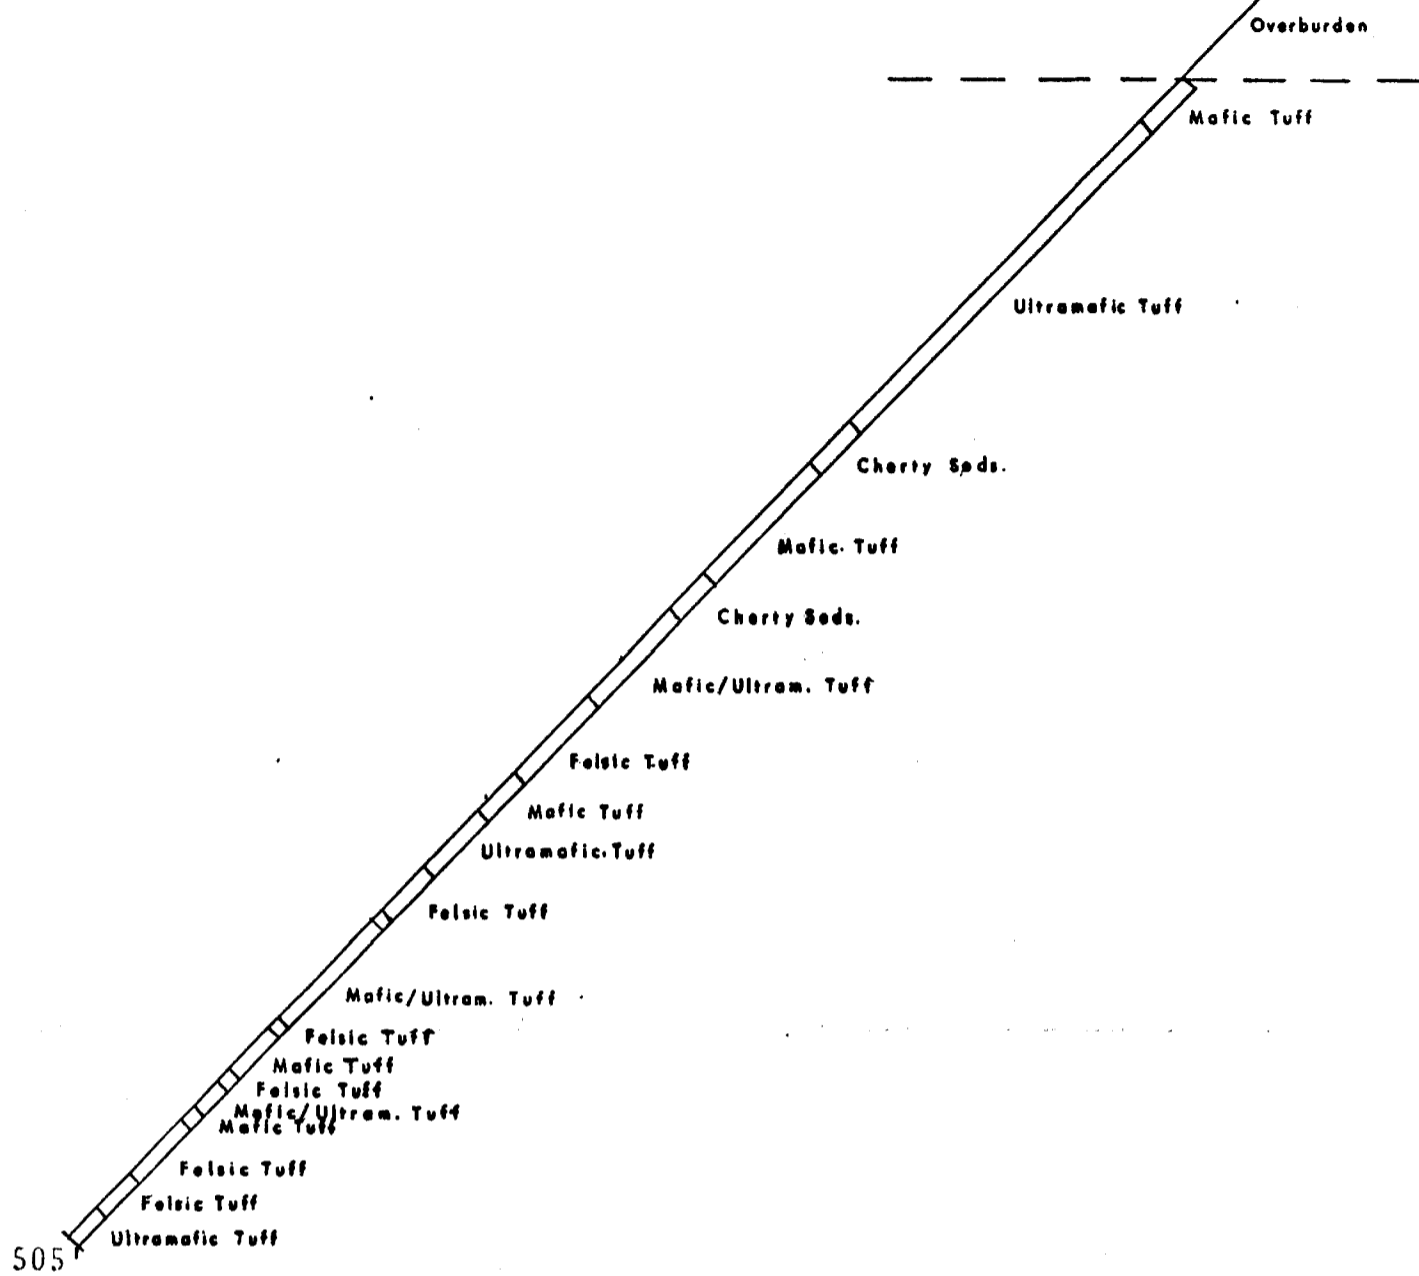 Overburden
Mafic Tuff
Ultramafic Tuff
Cherty Seds.
Mafic. Tuff
Cherty Seds.
Mafic/Ultram. Tuff
Felsic Tuff
Mafic Tuff
Ultramafic. Tuff
Felsic Tuff
Mafic/Ultram. Tuff
Felsic Tuff
Mafic Tuff
Felsic Tuff
Mafic/Ultram. Tuff
Mafic Tuff
Felsic Tuff
Felsic Tuff
Ultramafic Tuff
505'